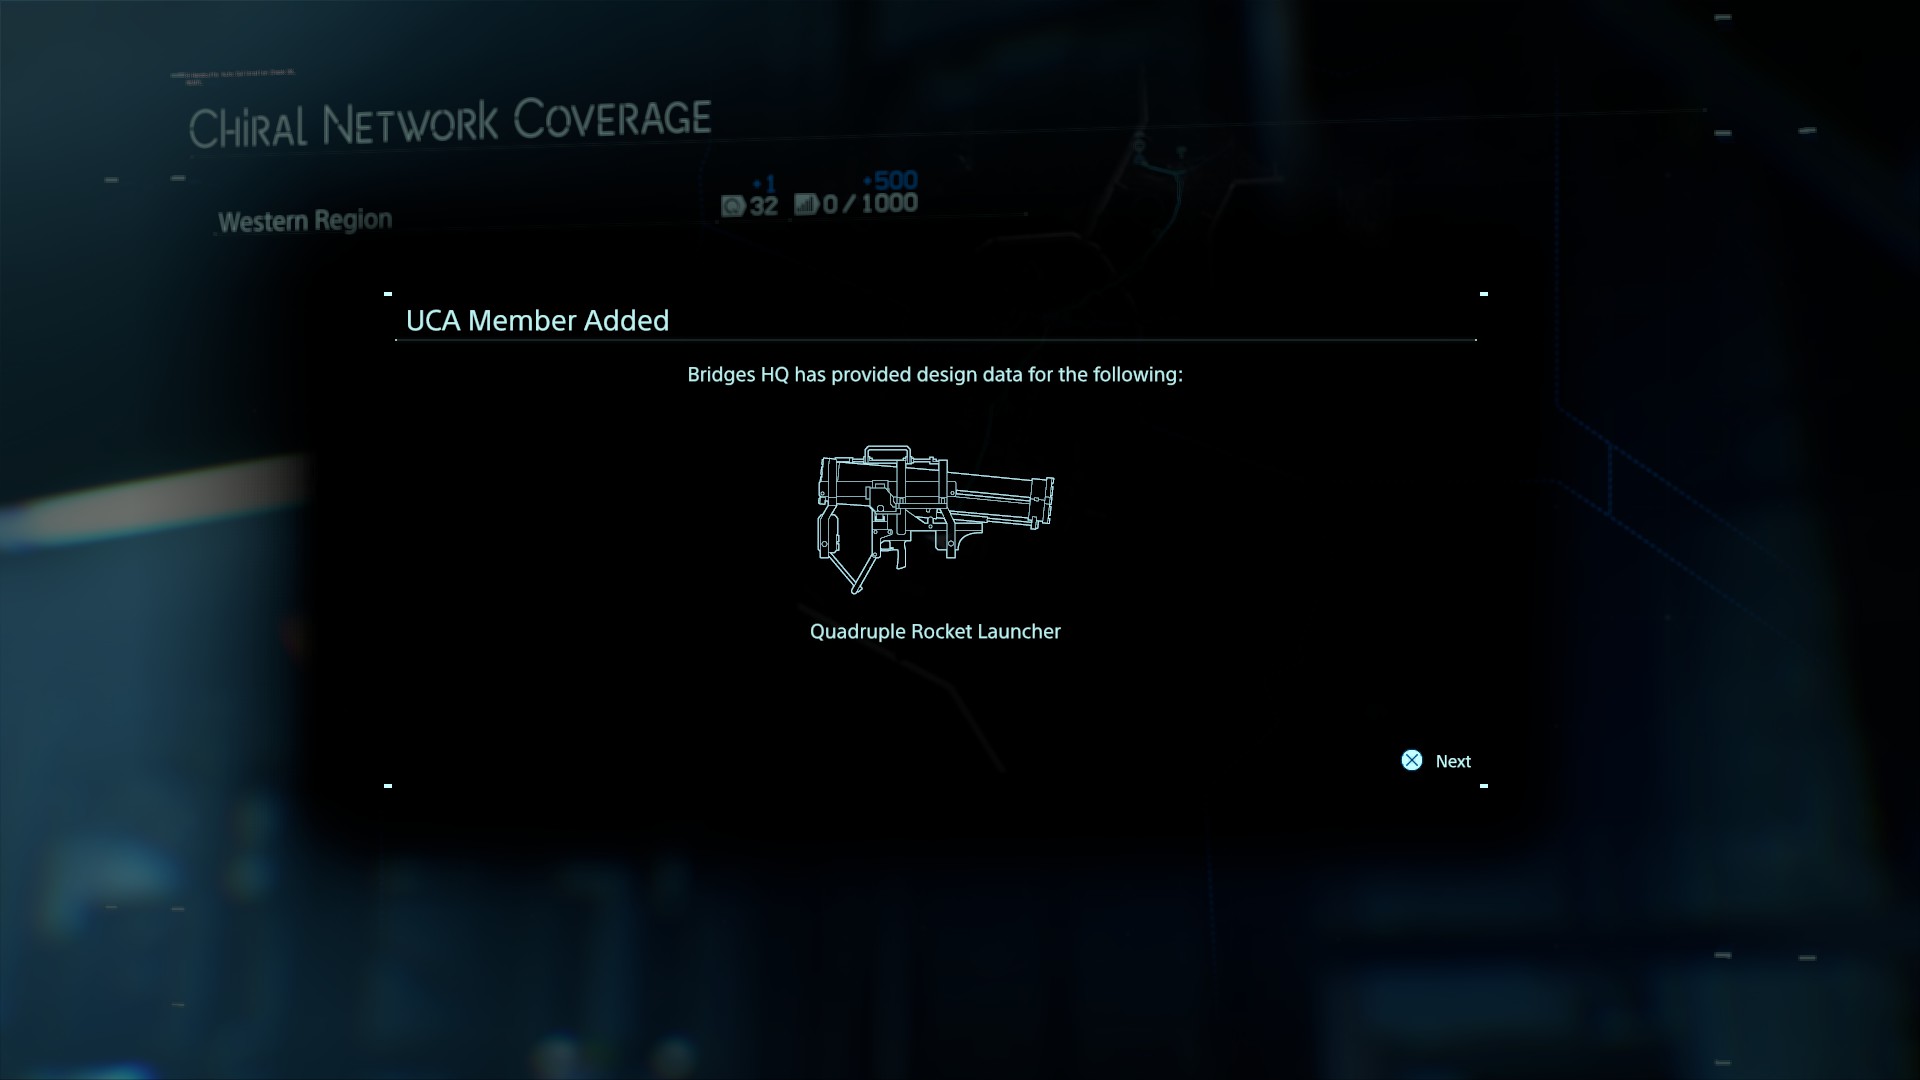 Chiral Network Coverage
+1 +500
Western Region 32 0 / 1000
UCA Member Added
Bridges HQ has provided design data for the following:
Quadruple Rocket Launcher
Next